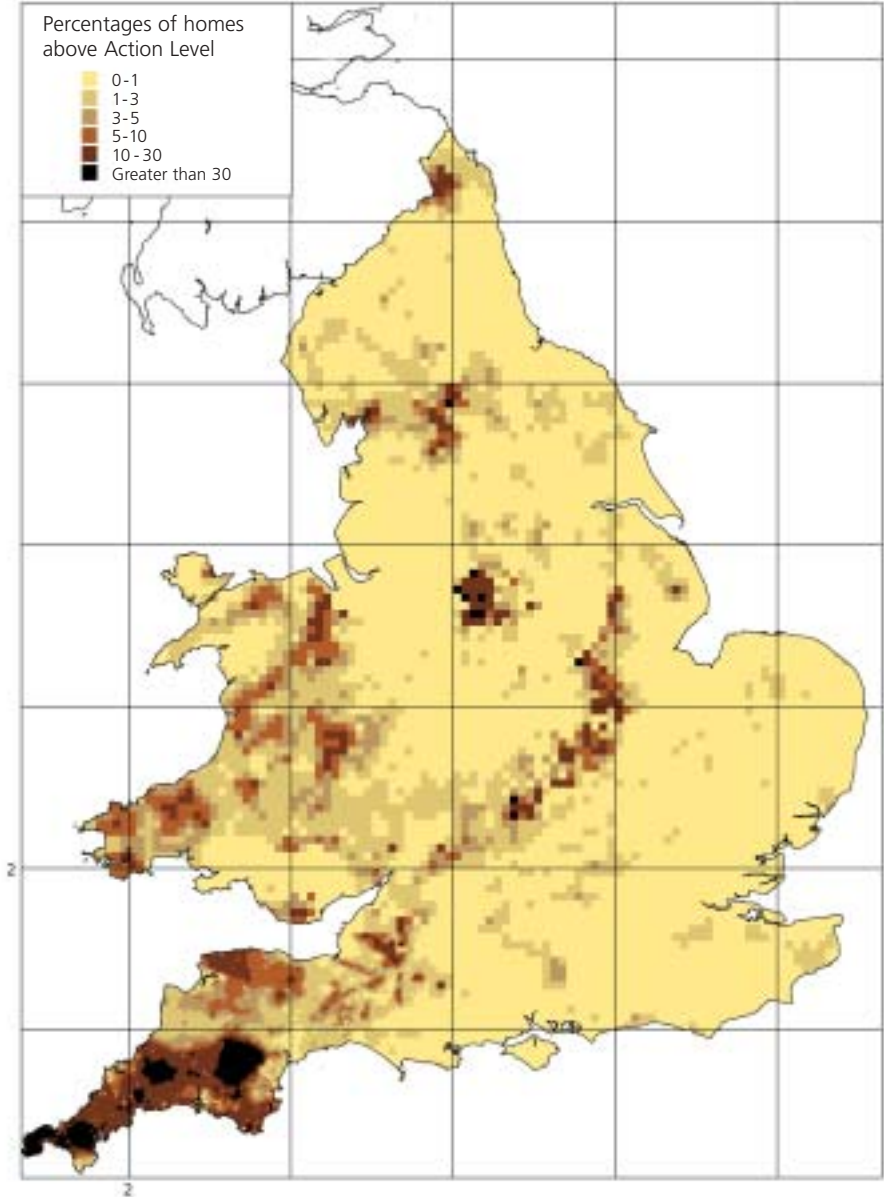 Percentages of homes
above Action Level
0-1
1-3
3-5
5-10
10-30
Greater than 30
2
2